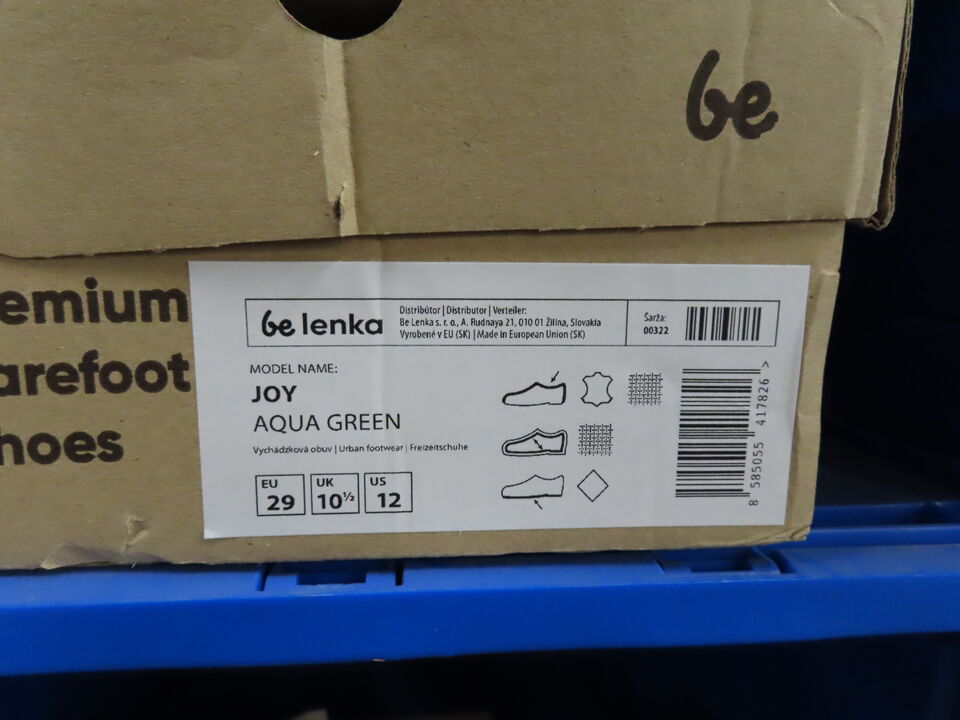 be
emium
arefoot
hoes
be lenka
Distribútor | Distributor | Verteiler:
Be Lenka s. r. o., A. Rudnaya 21, 010 01 Žilina, Slovakia
Vyrobené v EU (SK) | Made in European Union (SK)
Šarža:
00322
MODEL NAME:
JOY
AQUA GREEN
Vychádzková obuv | Urban footwear | Freizeitschuhe
EU
29
UK
10½
US
12
8 585055 417826 >